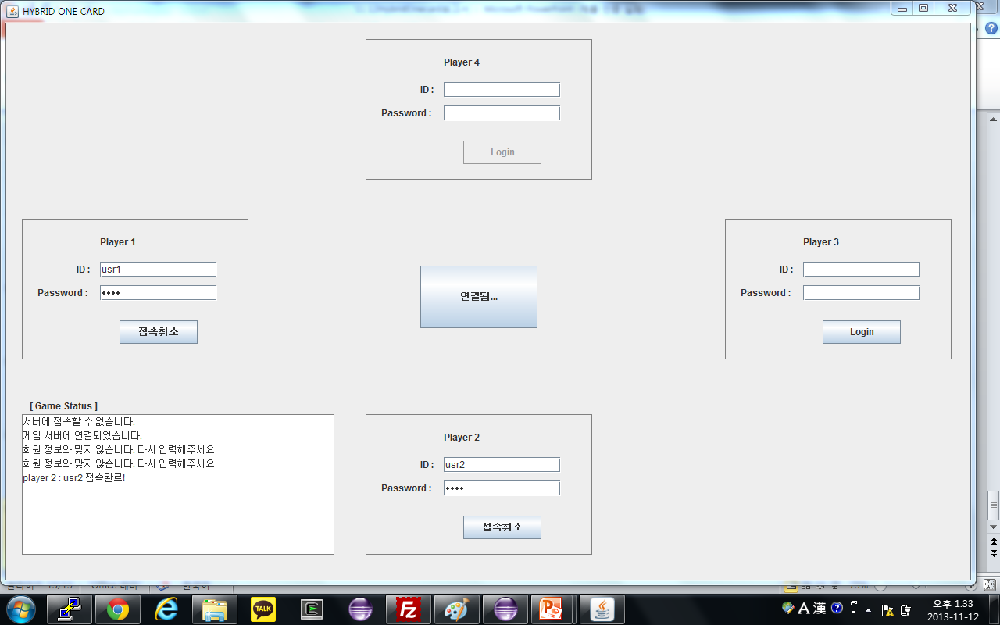 HYBRID ONE CARD
Player 4
ID :
Password :
Login
Player 1
ID : usr1
Password : ••••
접속취소
연결됨...
Player 3
ID :
Password :
Login
[ Game Status ]
서버에 접속할 수 없습니다.
게임 서버에 연결되었습니다.
회원 정보와 맞지 않습니다. 다시 입력해주세요
회원 정보와 맞지 않습니다. 다시 입력해주세요
player 2 : usr2 접속완료!
Player 2
ID : usr2
Password : ••••
접속취소
TALK
Fz
A 漢
오후 1:33
2013-11-12